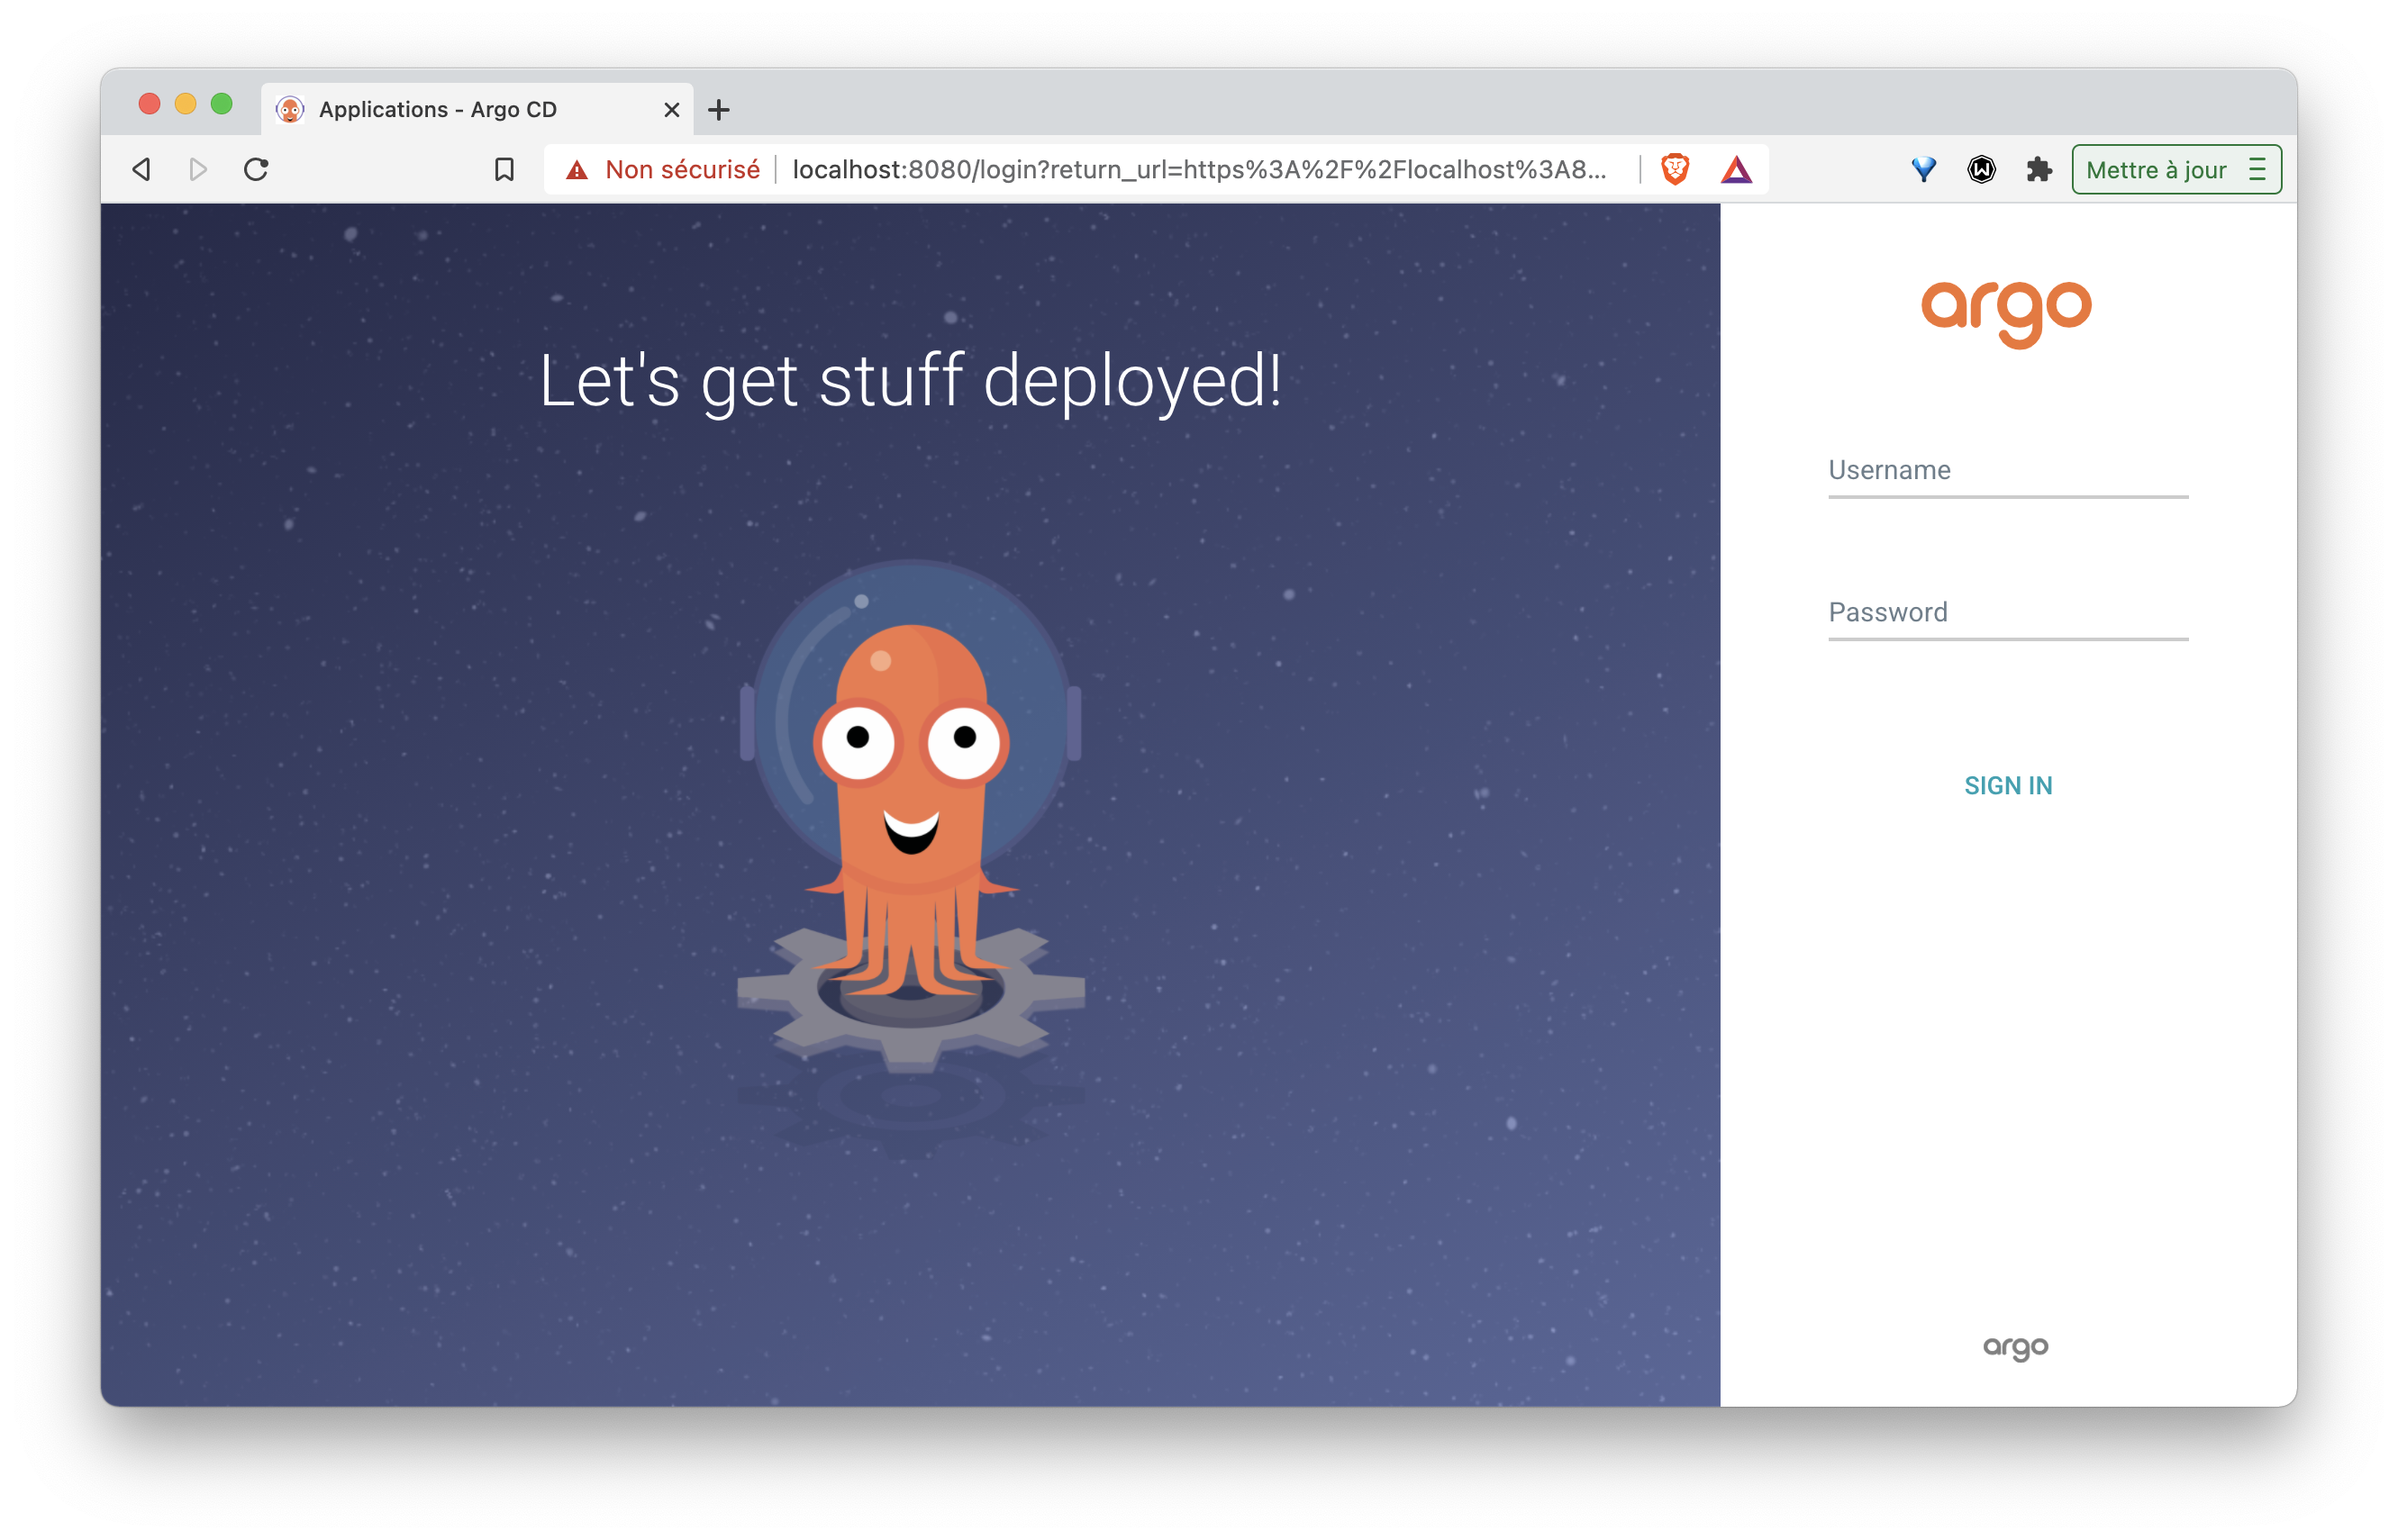 Applications - Argo CD
Non sécurisé
localhost:8080/login?return_url=https%3A%2F%2Flocalhost%3A8...
Mettre à jour
Let's get stuff deployed!
argo
Username
Password
SIGN IN
argo